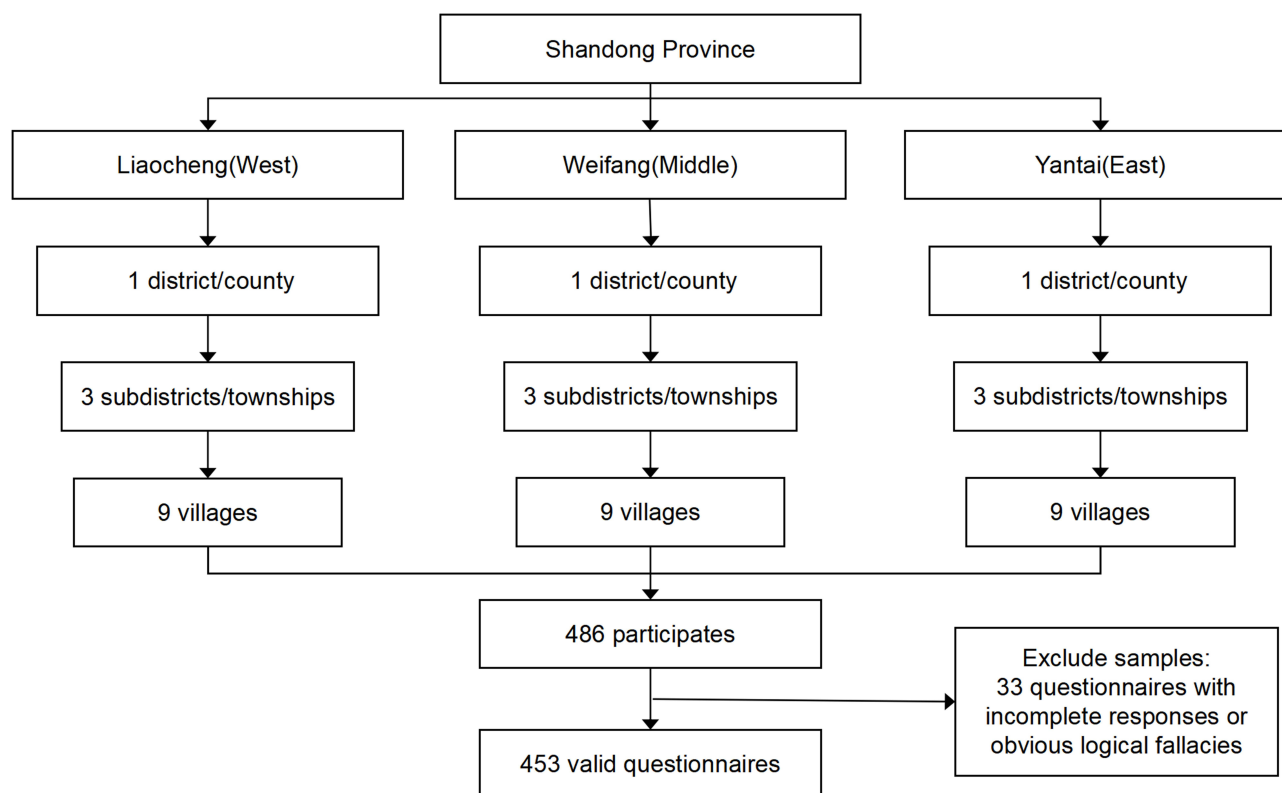 Shandong Province
Liaocheng(West)
Weifang(Middle)
Yantai(East)
1 district/county
1 district/county
1 district/county
3 subdistricts/townships
3 subdistricts/townships
3 subdistricts/townships
9 villages
9 villages
9 villages
486 participates
Exclude samples:
33 questionnaires with
incomplete responses or
obvious logical fallacies
453 valid questionnaires